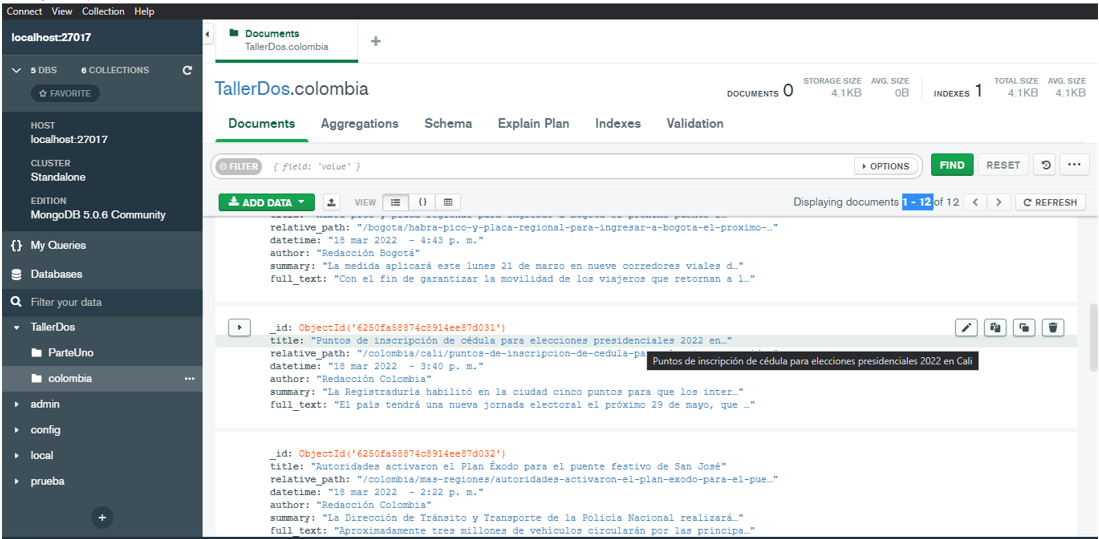 Connect View Collection Help
localhost:27017
Documents
TallerDos.colombia
5 DBS 6 COLLECTIONS
FAVORITE
HOST
localhost:27017
CLUSTER
Standalone
EDITION
MongoDB 5.0.6 Community
{} My Queries
Databases
Filter your data
TallerDos
ParteUno
colombia
admin
config
local
prueba
TallerDos.colombia
DOCUMENTS 0 STORAGE SIZE 4.1KB AVG. SIZE 0B INDEXES 1 TOTAL SIZE 4.1KB AVG. SIZE 4.1KB
Documents Aggregations Schema Explain Plan Indexes Validation
FILTER { field: 'value' } OPTIONS FIND RESET
ADD DATA VIEW {} Displaying documents 1 - 12 of 12 REFRESH
relative_path: "/bogota/habra-pico-y-placa-regional-para-ingresar-a-bogota-el-proximo-…"
datetime: "18 mar 2022 - 4:43 p. m."
author: "Redacción Bogotá"
summary: "La medida aplicará este lunes 21 de marzo en nueve corredores viales d…"
full_text: "Con el fin de garantizar la movilidad de los viajeros que retornan a l…"
_id: ObjectId('6250fa58874c8914ee87d031')
title: "Puntos de inscripción de cédula para elecciones presidenciales 2022 en…"
relative_path: "/colombia/cali/puntos-de-inscripcion-de-cedula-pa
Puntos de inscripción de cédula para elecciones presidenciales 2022 en Cali
datetime: "18 mar 2022 - 3:40 p. m."
author: "Redacción Colombia"
summary: "La Registraduría habilitó en la ciudad cinco puntos para que los inter…"
full_text: "El país tendrá una nueva jornada electoral el próximo 29 de mayo, que …"
_id: ObjectId('6250fa58874c8914ee87d032')
title: "Autoridades activaron el Plan Éxodo para el puente festivo de San José"
relative_path: "/colombia/mas-regiones/autoridades-activaron-el-plan-exodo-para-el-pue…"
datetime: "18 mar 2022 - 2:22 p. m."
author: "Redacción Colombia"
summary: "La Dirección de Tránsito y Transporte de la Policía Nacional realizará…"
full_text: "Aproximadamente tres millones de vehículos circularán por las principa…"